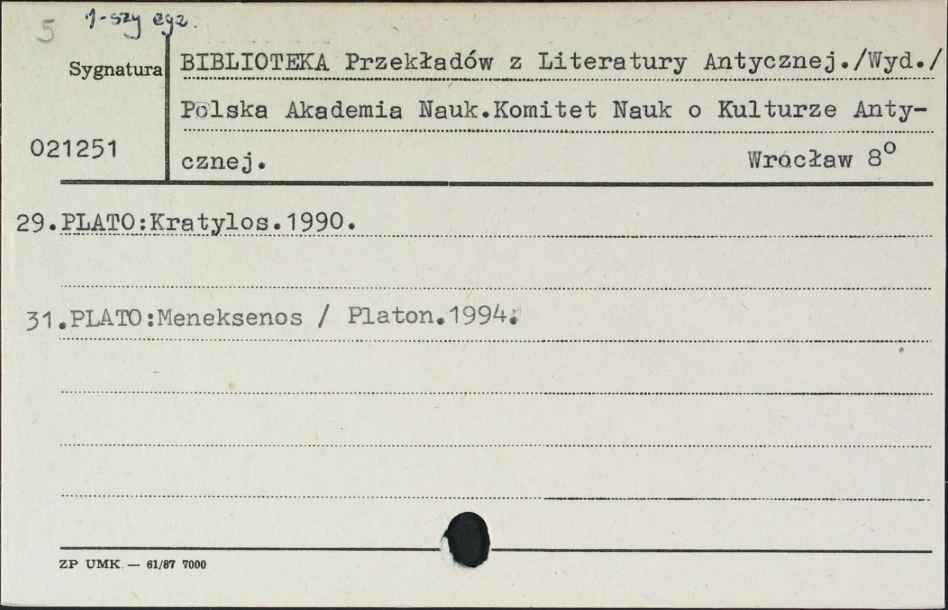 5 1-szy egz.
Sygnatura
BIBLIOTEKA Przekładów z Literatury Antycznej./Wyd./
Polska Akademia Nauk.Komitet Nauk o Kulturze Anty-
021251
cznej. Wrocław 8°
29.PLATO:Kratylos.1990.
31.PLATO:Meneksenos / Platon.1994.
ZP UMK — 61/87 7000